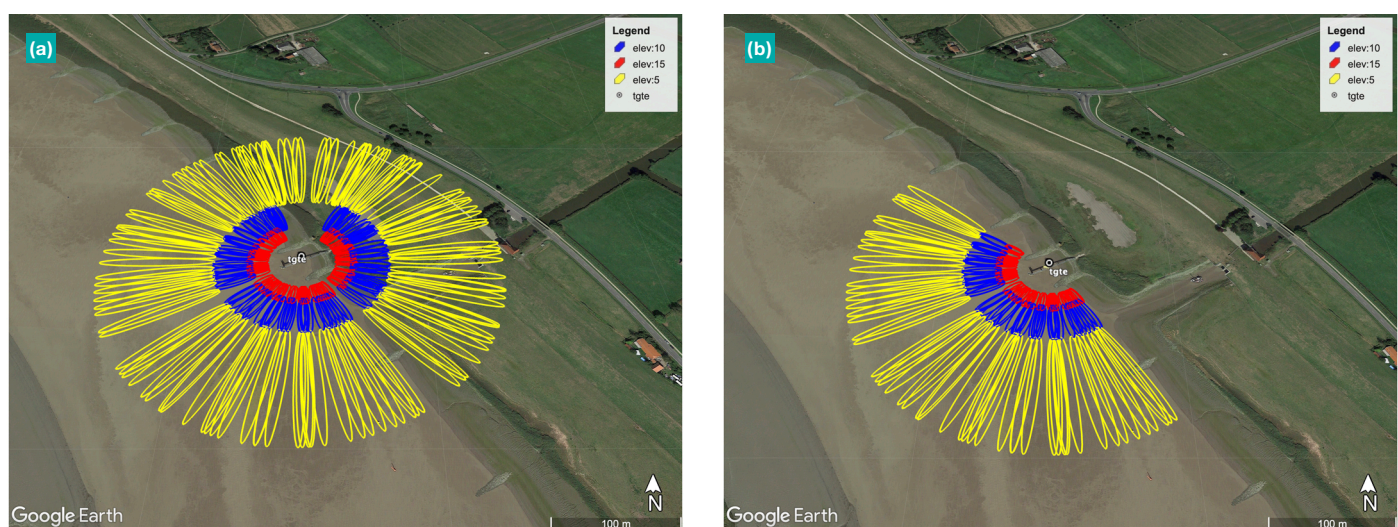 (a)
Legend
elev:10
elev:15
elev:5
tgte
tgte
N
Google Earth
100 m
(b)
Legend
elev:10
elev:15
elev:5
tgte
tgte
N
Google Earth
100 m